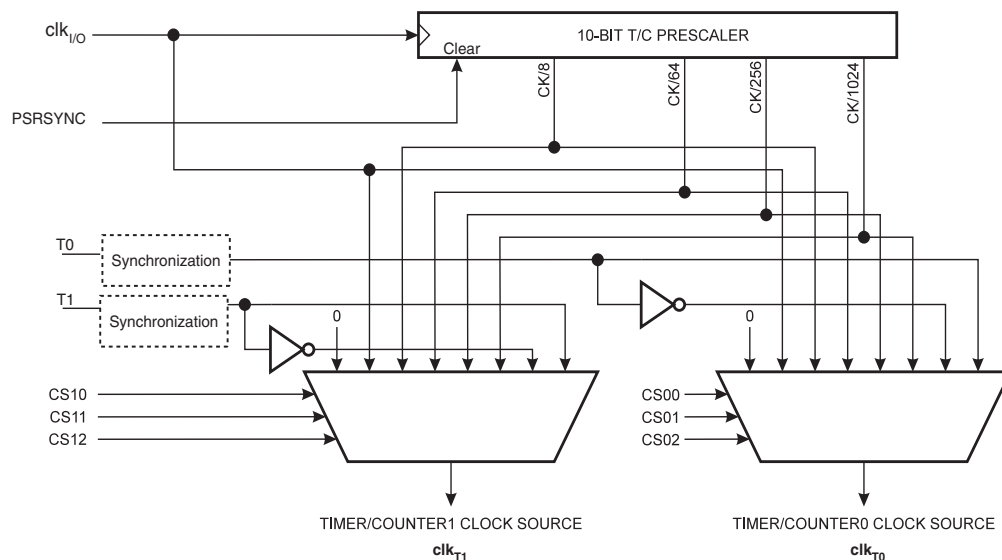 clkI/O
10-BIT T/C PRESCALER
Clear
PSRSYNC
CK/8
CK/64
CK/256
CK/1024
T0
Synchronization
T1
Synchronization
0
0
CS10
CS11
CS12
CS00
CS01
CS02
TIMER/COUNTER1 CLOCK SOURCE
clkT1
TIMER/COUNTER0 CLOCK SOURCE
clkT0